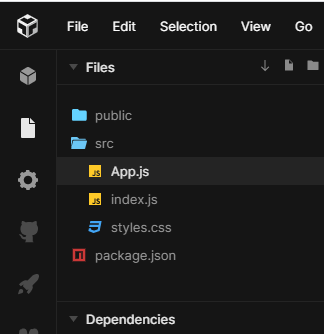 File Edit Selection View Go
Files
public
src
JS App.js
JS index.js
styles.css
package.json
Dependencies